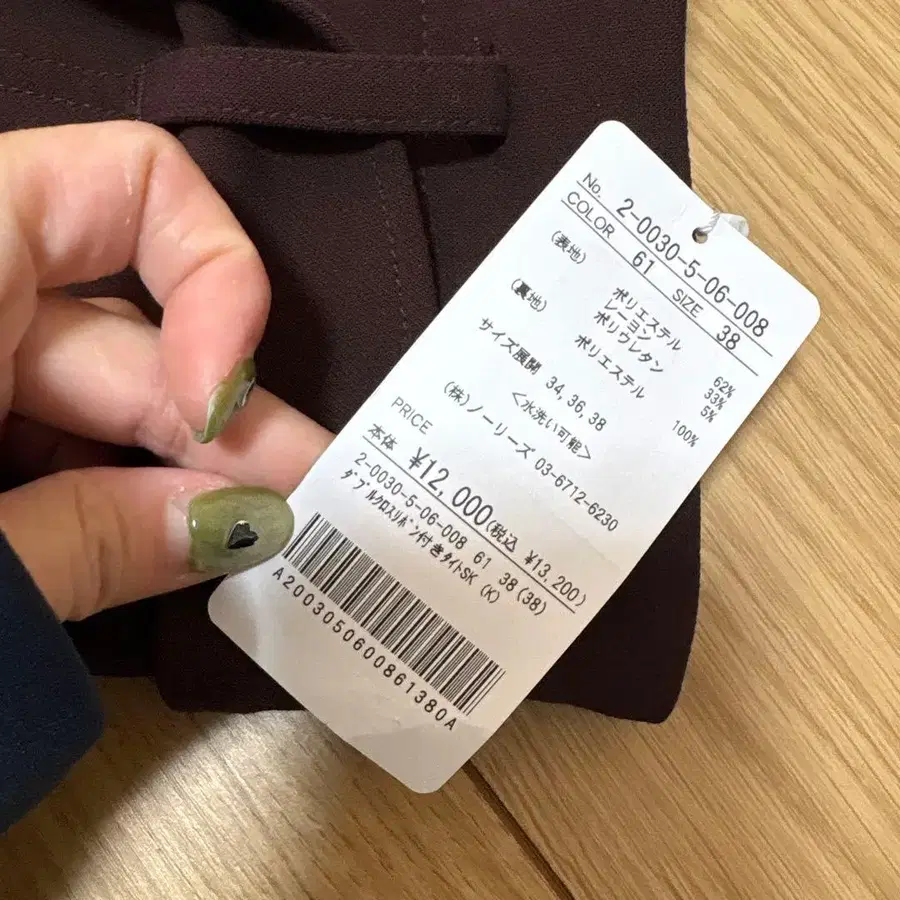 No. 2-0030-5-06-008
COLOR 61 SIZE 38
(表地) ポリエステル 62%
レーヨン 33%
ポリウレタン 5%
(裏地) ポリエステル 100%
サイズ展開 34,36,38
<水洗い可能>
(株)ノーリーズ 03-6712-6230
PRICE
本体 ¥12,000(税込 ¥13,200)
2-0030-5-06-008 61 38(38)
ダブルクロスリボン付きタイトSK (K)
A200305060086138​0A